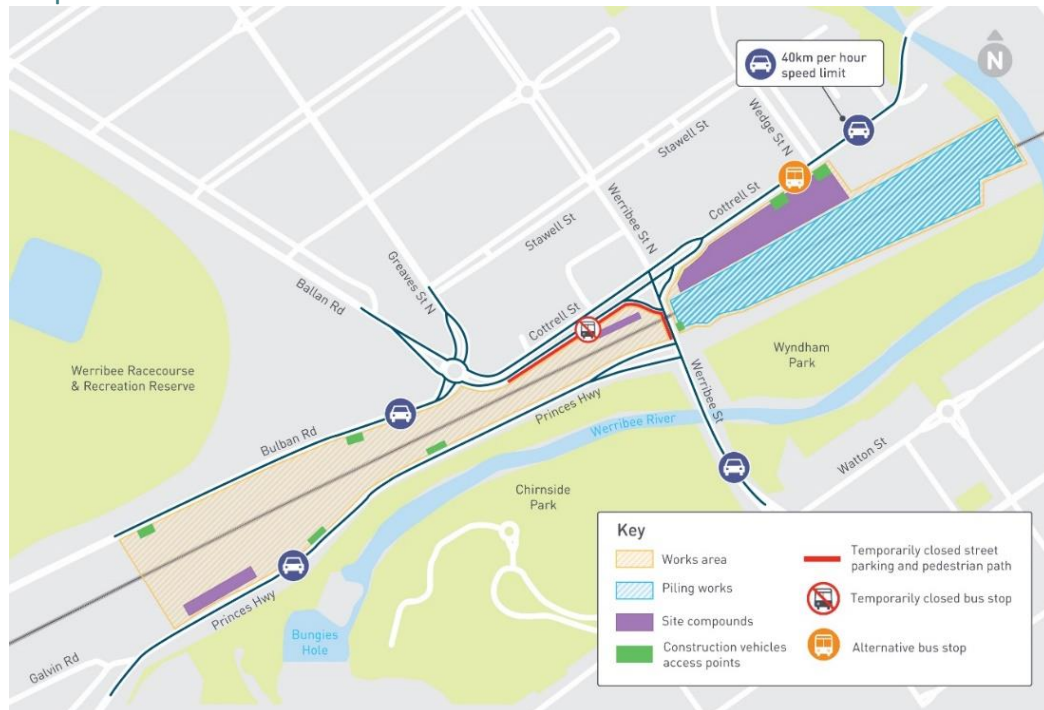 40km per hour
speed limit
N
Wedge St N
Stawell St
Cottrell St
Werribee St N
Stawell St
Greaves St N
Ballan Rd
Cottrell St
Werribee Racecourse
& Recreation Reserve
Wyndham
Park
Princes Hwy
Werribee St
Werribee River
Bulban Rd
Watton St
Chirnside
Park
Princes Hwy
Bungies
Hole
Galvin Rd
Key
Works area
Piling works
Site compounds
Construction vehicles
access points
Temporarily closed street
parking and pedestrian path
Temporarily closed bus stop
Alternative bus stop